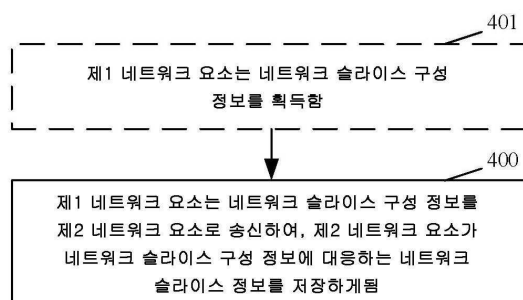 401
제1 네트워크 요소는 네트워크 슬라이스 구성
정보를 획득함
400
제1 네트워크 요소는 네트워크 슬라이스 구성 정보를
제2 네트워크 요소로 송신하여, 제2 네트워크 요소가
네트워크 슬라이스 구성 정보에 대응하는 네트워크
슬라이스 정보를 저장하게됨